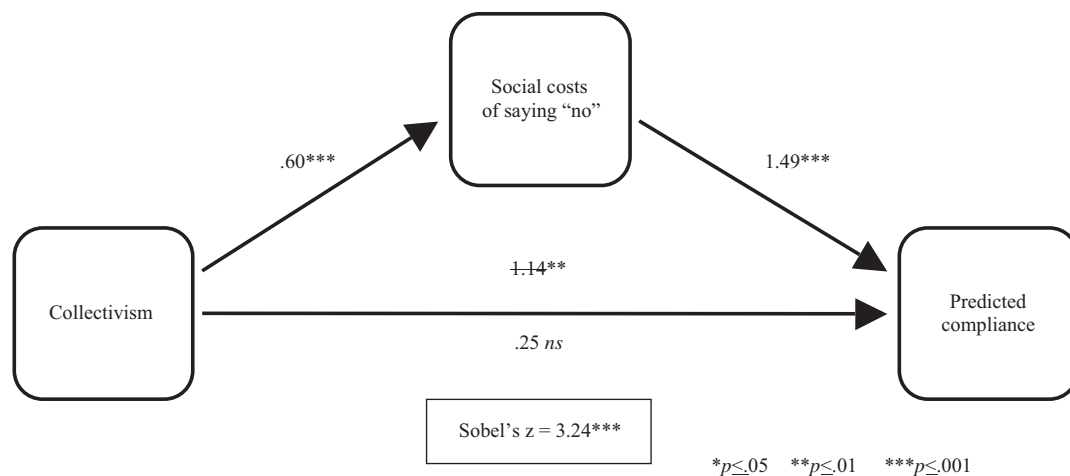 Social costs
of saying “no”
.60***
1.49***
1.14**
Collectivism
Predicted
compliance
.25 ns
Sobel’s z = 3.24***
*p≤.05 **p≤.01 ***p≤.001